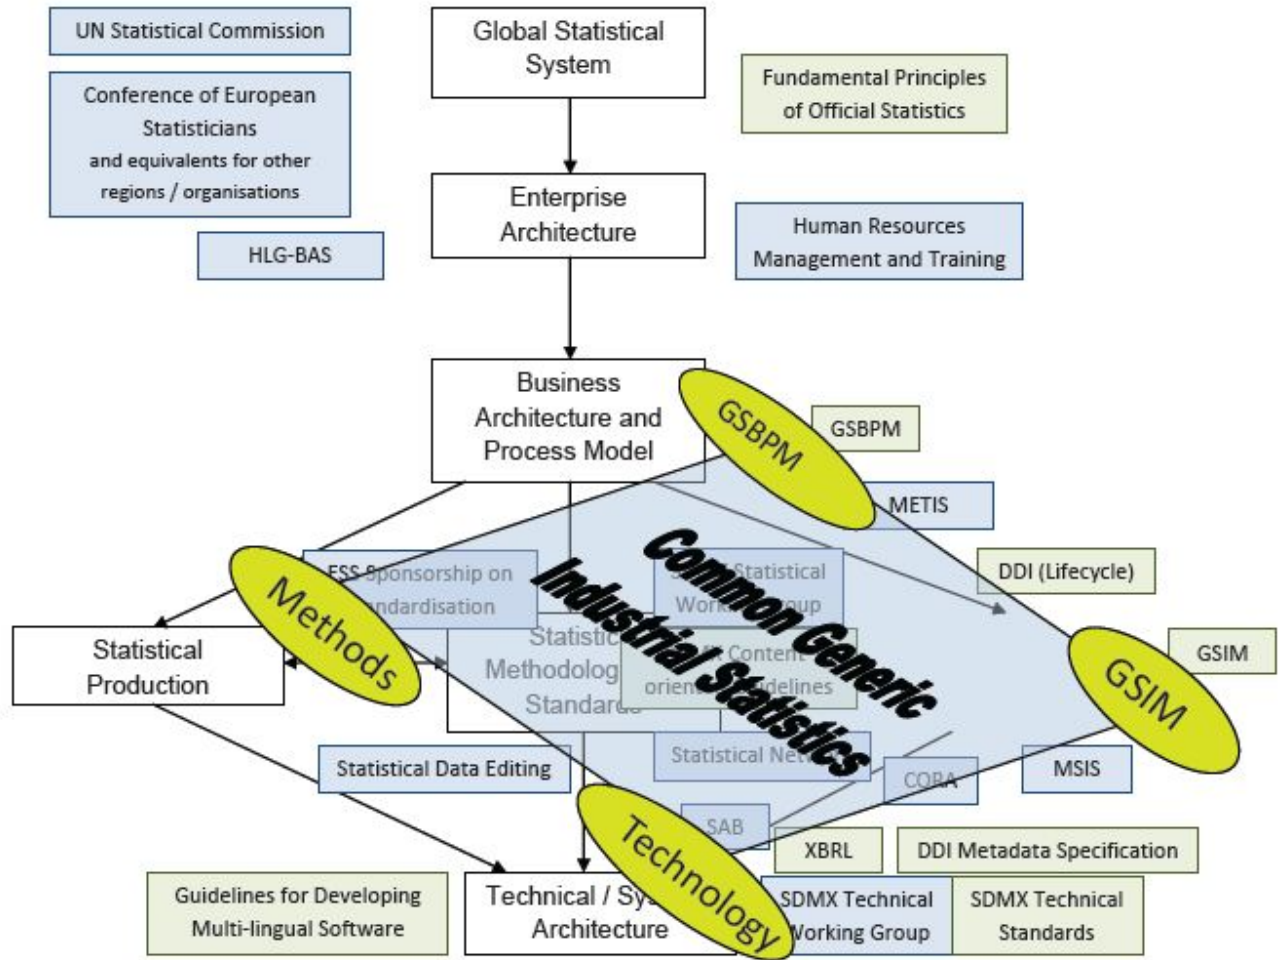 UN Statistical Commission
Global Statistical
System
Fundamental Principles
of Official Statistics
Conference of European
Statisticians
and equivalents for other
regions / organisations
Enterprise
Architecture
Human Resources
Management and Training
HLG-BAS
Business
Architecture and
Process Model
GSBPM
GSBPM
METIS
ESS Sponsorship on
Statistical
Working Group
DDI (Lifecycle)
Common Generic
Industrial Statistics
Methods
Statistical
Production
Standards
Content
GSIM
GSIM
Statistical Data Editing
CORA
MSIS
SAB
Technology
XBRL
DDI Metadata Specification
Guidelines for Developing
Multi-lingual Software
Technical /
Architecture
SDMX Technical
Working Group
SDMX Technical
Standards